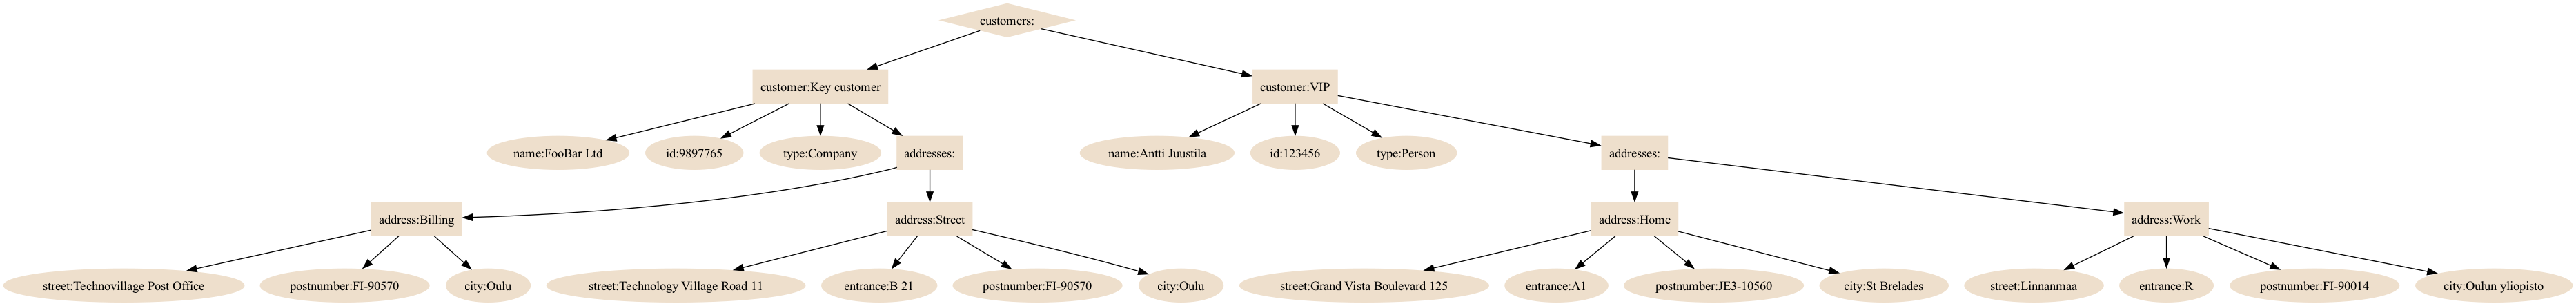 customers:
customer:Key customer
customer:VIP
name:FooBar Ltd
id:9897765
type:Company
addresses:
name:Antti Juustila
id:123456
type:Person
addresses:
address:Billing
address:Street
address:Home
address:Work
street:Technovillage Post Office
postnumber:FI-90570
city:Oulu
street:Technology Village Road 11
entrance:B 21
postnumber:FI-90570
city:Oulu
street:Grand Vista Boulevard 125
entrance:A1
postnumber:JE3-10560
city:St Brelades
street:Linnanmaa
entrance:R
postnumber:FI-90014
city:Oulun yliopisto